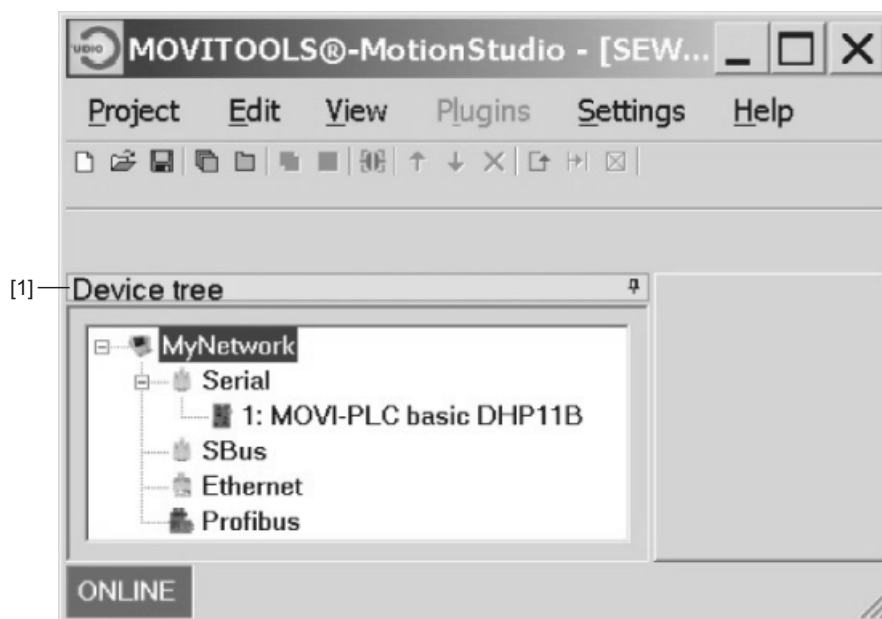 UDIO MOVITOOLS®-MotionStudio - [SEW...
Project Edit View Plugins Settings Help
[1] Device tree
MyNetwork
Serial
1: MOVI-PLC basic DHP11B
SBus
Ethernet
Profibus
ONLINE